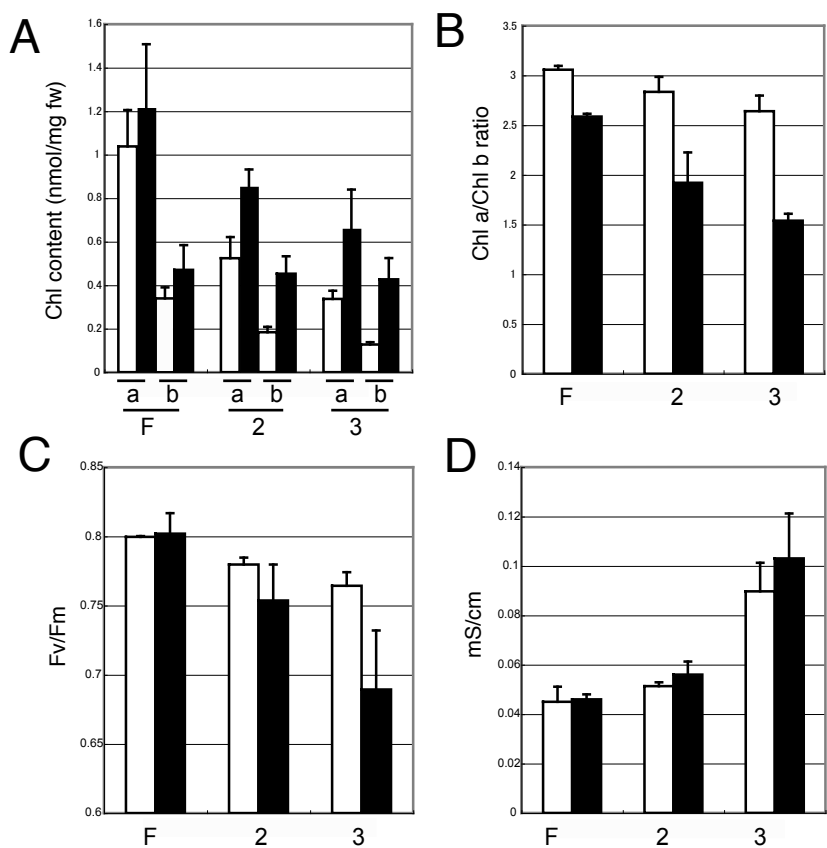 A
Chl content (nmol/mg fw)
1.6
1.4
1.2
1
0.8
0.6
0.4
0.2
0
a b a b a b
F 2 3
B
Chl a/Chl b ratio
3.5
3
2.5
2
1.5
1
0.5
0
F 2 3
C
Fv/Fm
0.85
0.8
0.75
0.7
0.65
0.6
F 2 3
D
mS/cm
0.14
0.12
0.1
0.08
0.06
0.04
0.02
0
F 2 3